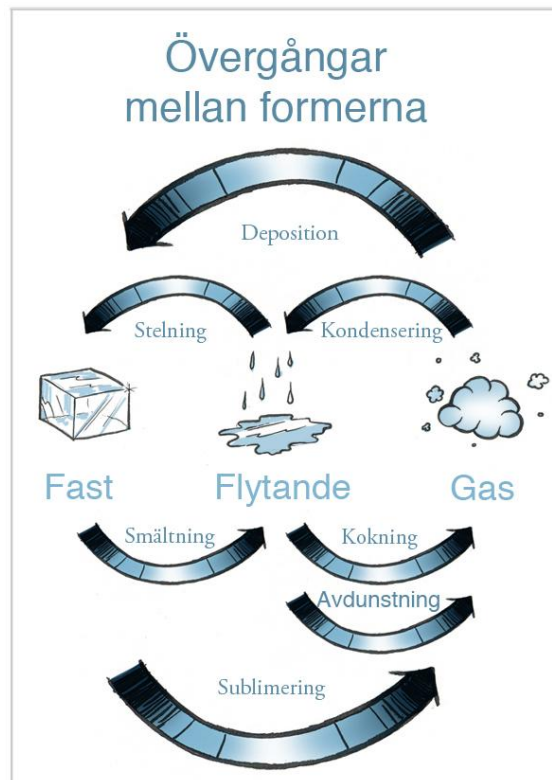 Övergångar
mellan formerna
Deposition
Stelning
Kondensering
Fast
Flytande
Gas
Smältning
Kokning
Avdunstning
Sublimering